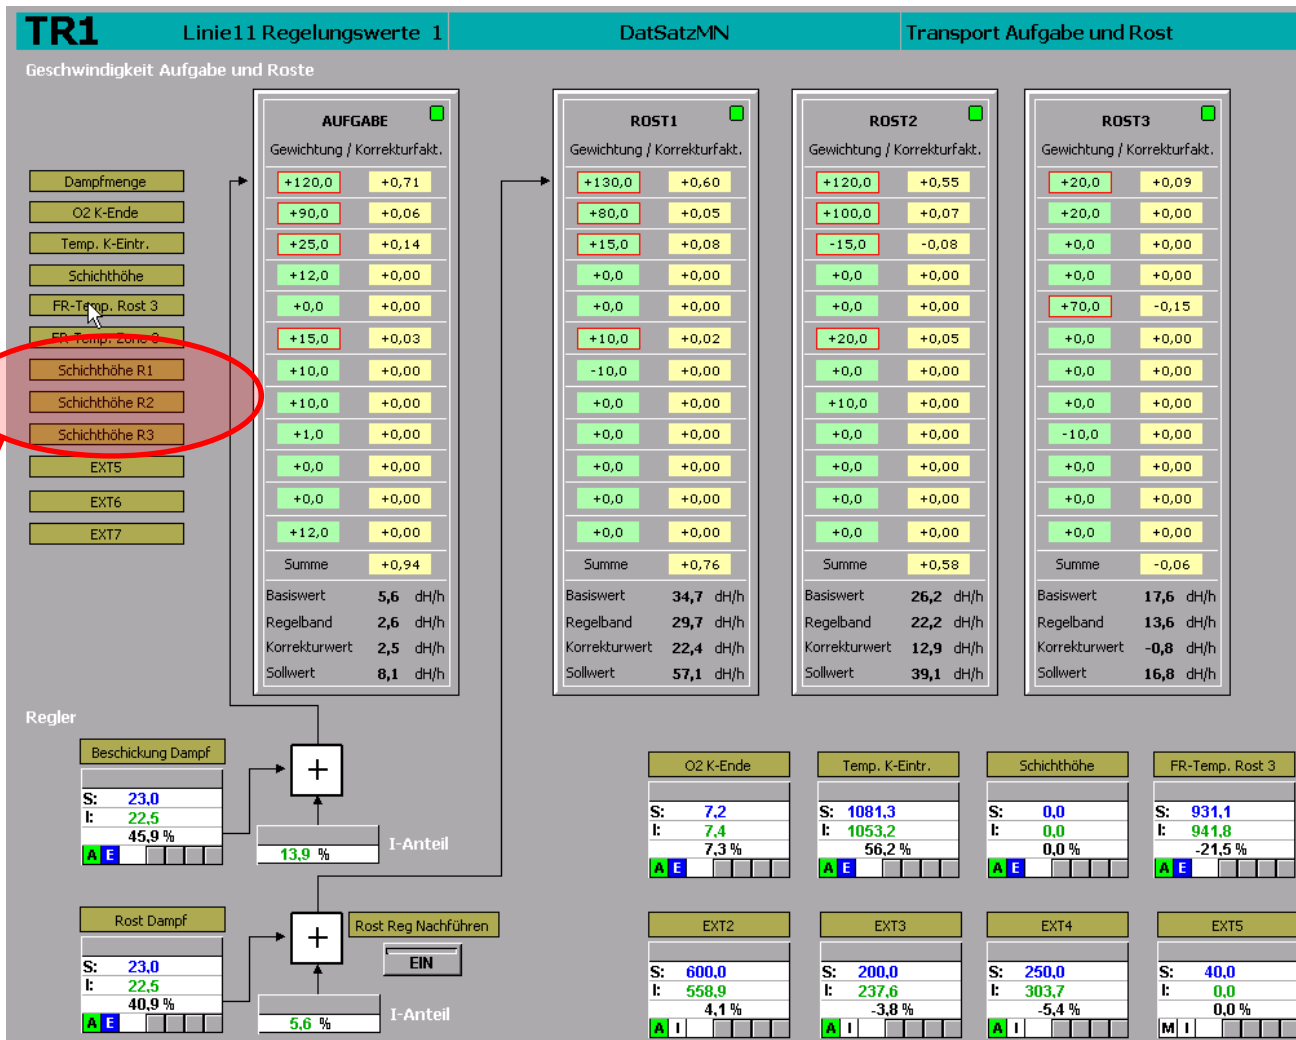 TR1 Linie11 Regelungswerte 1 DatSatzMN Transport Aufgabe und Rost
Geschwindigkeit Aufgabe und Roste
AUFGABE ROST1 ROST2 ROST3
Gewichtung / Korrekturfakt. Gewichtung / Korrekturfakt. Gewichtung / Korrekturfakt. Gewichtung / Korrekturfakt.
Dampfmenge +120,0 +0,71 +130,0 +0,60 +120,0 +0,55 +20,0 +0,09
O2 K-Ende +90,0 +0,06 +80,0 +0,05 +100,0 +0,07 +20,0 +0,00
Temp. K-Eintr. +25,0 +0,14 +15,0 +0,08 -15,0 -0,08 +0,0 +0,00
Schichthöhe +12,0 +0,00 +0,0 +0,00 +0,0 +0,00 +0,0 +0,00
FR-Temp. Rost 3 +0,0 +0,00 +0,0 +0,00 +0,0 +0,00 +70,0 -0,15
FR-Temp. Zone +15,0 +0,03 +10,0 +0,02 +20,0 +0,05 +0,0 +0,00
Schichthöhe R1 +10,0 +0,00 -10,0 +0,00 +0,0 +0,00 +0,0 +0,00
Schichthöhe R2 +10,0 +0,00 +0,0 +0,00 +10,0 +0,00 +0,0 +0,00
Schichthöhe R3 +1,0 +0,00 +0,0 +0,00 +0,0 +0,00 -10,0 +0,00
EXT5 +0,0 +0,00 +0,0 +0,00 +0,0 +0,00 +0,0 +0,00
EXT6 +0,0 +0,00 +0,0 +0,00 +0,0 +0,00 +0,0 +0,00
EXT7 +12,0 +0,00 +0,0 +0,00 +0,0 +0,00 +0,0 +0,00
Summe +0,94 Summe +0,76 Summe +0,58 Summe -0,06
Basiswert 5,6 dH/h Basiswert 34,7 dH/h Basiswert 26,2 dH/h Basiswert 17,6 dH/h
Regelband 2,6 dH/h Regelband 29,7 dH/h Regelband 22,2 dH/h Regelband 13,6 dH/h
Korrekturwert 2,5 dH/h Korrekturwert 22,4 dH/h Korrekturwert 12,9 dH/h Korrekturwert -0,8 dH/h
Sollwert 8,1 dH/h Sollwert 57,1 dH/h Sollwert 39,1 dH/h Sollwert 16,8 dH/h
Regler
Beschickung Dampf
S: 23,0
I: 22,5
45,9 %
A E
+
13,9 %
I-Anteil
O2 K-Ende Temp. K-Eintr. Schichthöhe FR-Temp. Rost 3
S: 7,2 S: 1081,3 S: 0,0 S: 931,1
I: 7,4 I: 1053,2 I: 0,0 I: 941,8
7,3 % 56,2 % 0,0 % -21,5 %
A E A E A E A E
Rost Dampf
S: 23,0
I: 22,5
40,9 %
A E
+
Rost Reg Nachführen
EIN
5,6 %
I-Anteil
EXT2 EXT3 EXT4 EXT5
S: 600,0 S: 200,0 S: 250,0 S: 40,0
I: 558,9 I: 237,6 I: 303,7 I: 0,0
4,1 % -3,8 % -5,4 % 0,0 %
A I A I A I M I